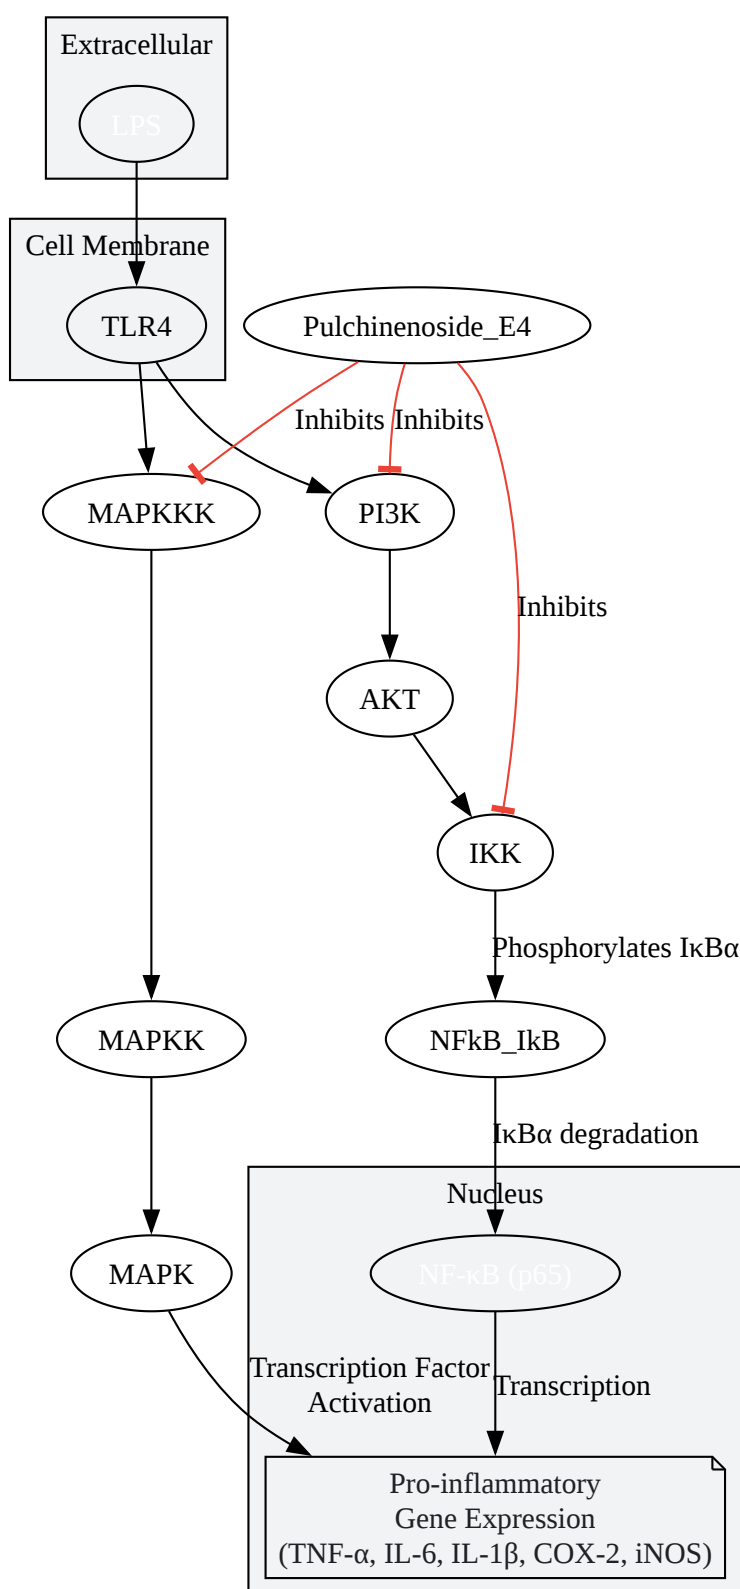 Extracellular
LPS
Cell Membrane
TLR4
Pulchinenoside_E4
Inhibits
Inhibits
MAPKKK
PI3K
Inhibits
AKT
IKK
Phosphorylates IκBα
MAPKK
NFkB_IkB
IκBα degradation
Nucleus
MAPK
NF-κB (p65)
Transcription Factor
Activation
Transcription
Pro-inflammatory
Gene Expression
(TNF-α, IL-6, IL-1β, COX-2, iNOS)